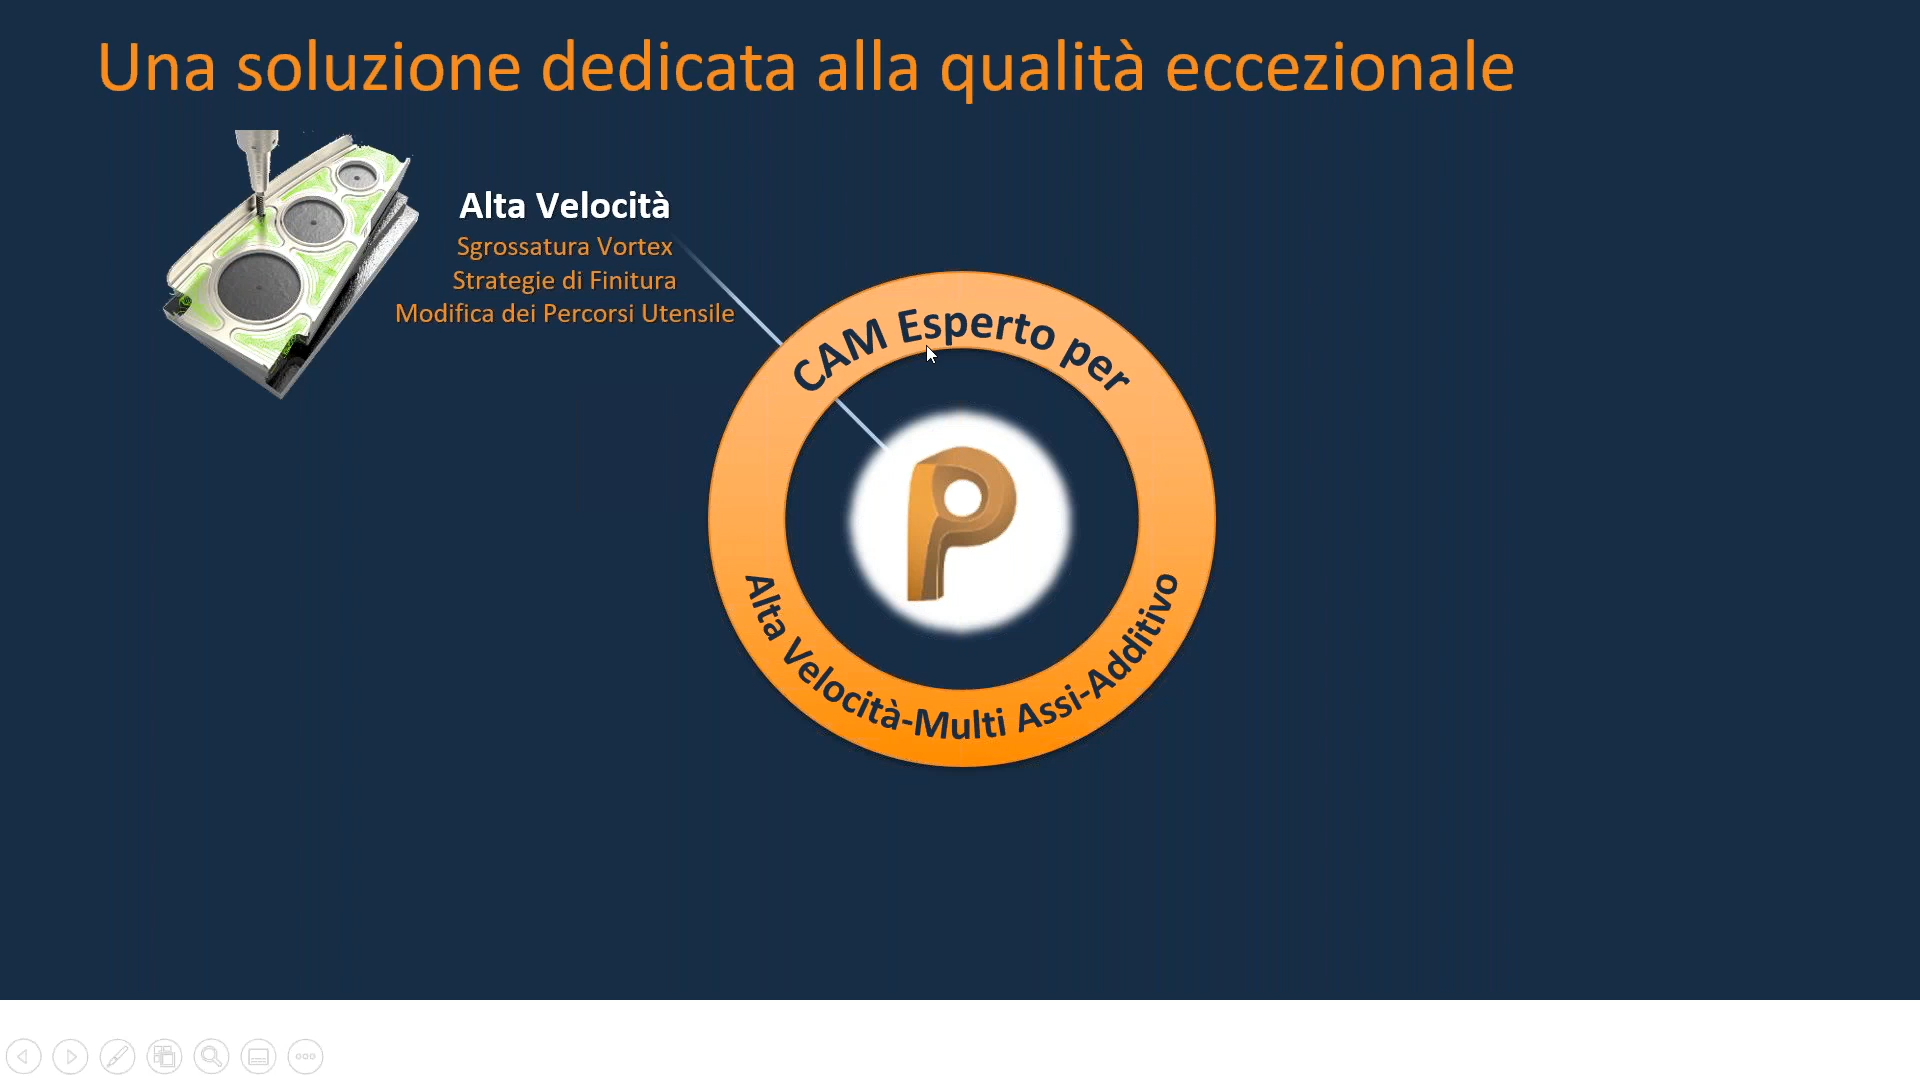 Una soluzione dedicata alla qualità eccezionale
Alta Velocità
Sgrossatura Vortex
Strategie di Finitura
Modifica dei Percorsi Utensile
CAM Esperto per
P
Alta Velocità-Multi Assi-Additivo